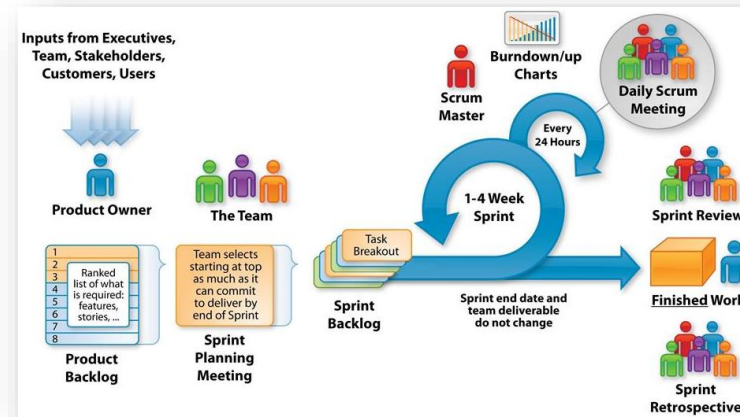 Inputs from Executives,
Team, Stakeholders,
Customers, Users
Product Owner
The Team
1
2
3
4
5
6
7
8
Ranked
list of what
is required:
features,
stories, ...
Product
Backlog
Team selects
starting at top
as much as it
can commit
to deliver by
end of Sprint
Sprint
Planning
Meeting
Task
Breakout
Sprint
Backlog
Scrum
Master
Burndown/up
Charts
Every
24 Hours
1-4 Week
Sprint
Daily Scrum
Meeting
Sprint end date and
team deliverable
do not change
Sprint Review
Finished Work
Sprint
Retrospective